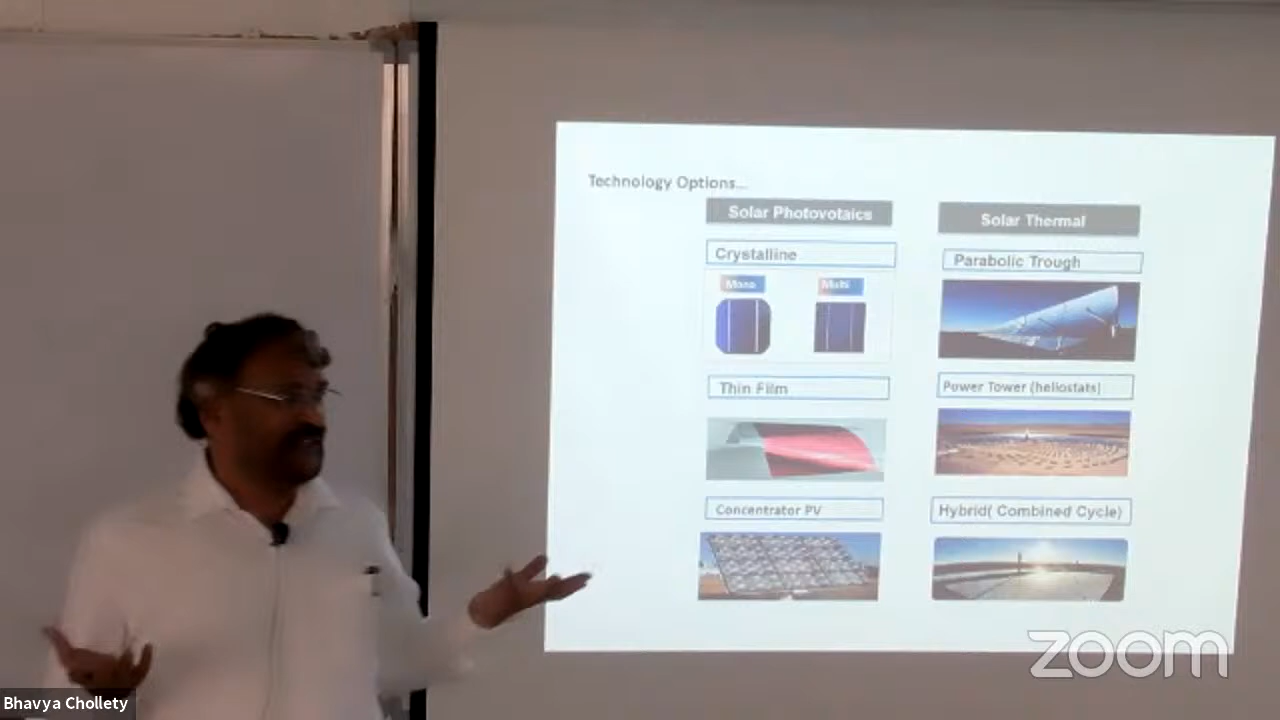 Technology Options...
Solar Photovotaics
Solar Thermal
Crystalline
Parabolic Trough
Mono
Multi
Thin Film
Power Tower (heliostats)
Concentrator PV
Hybrid( Combined Cycle)
zoom
Bhavya Chollety